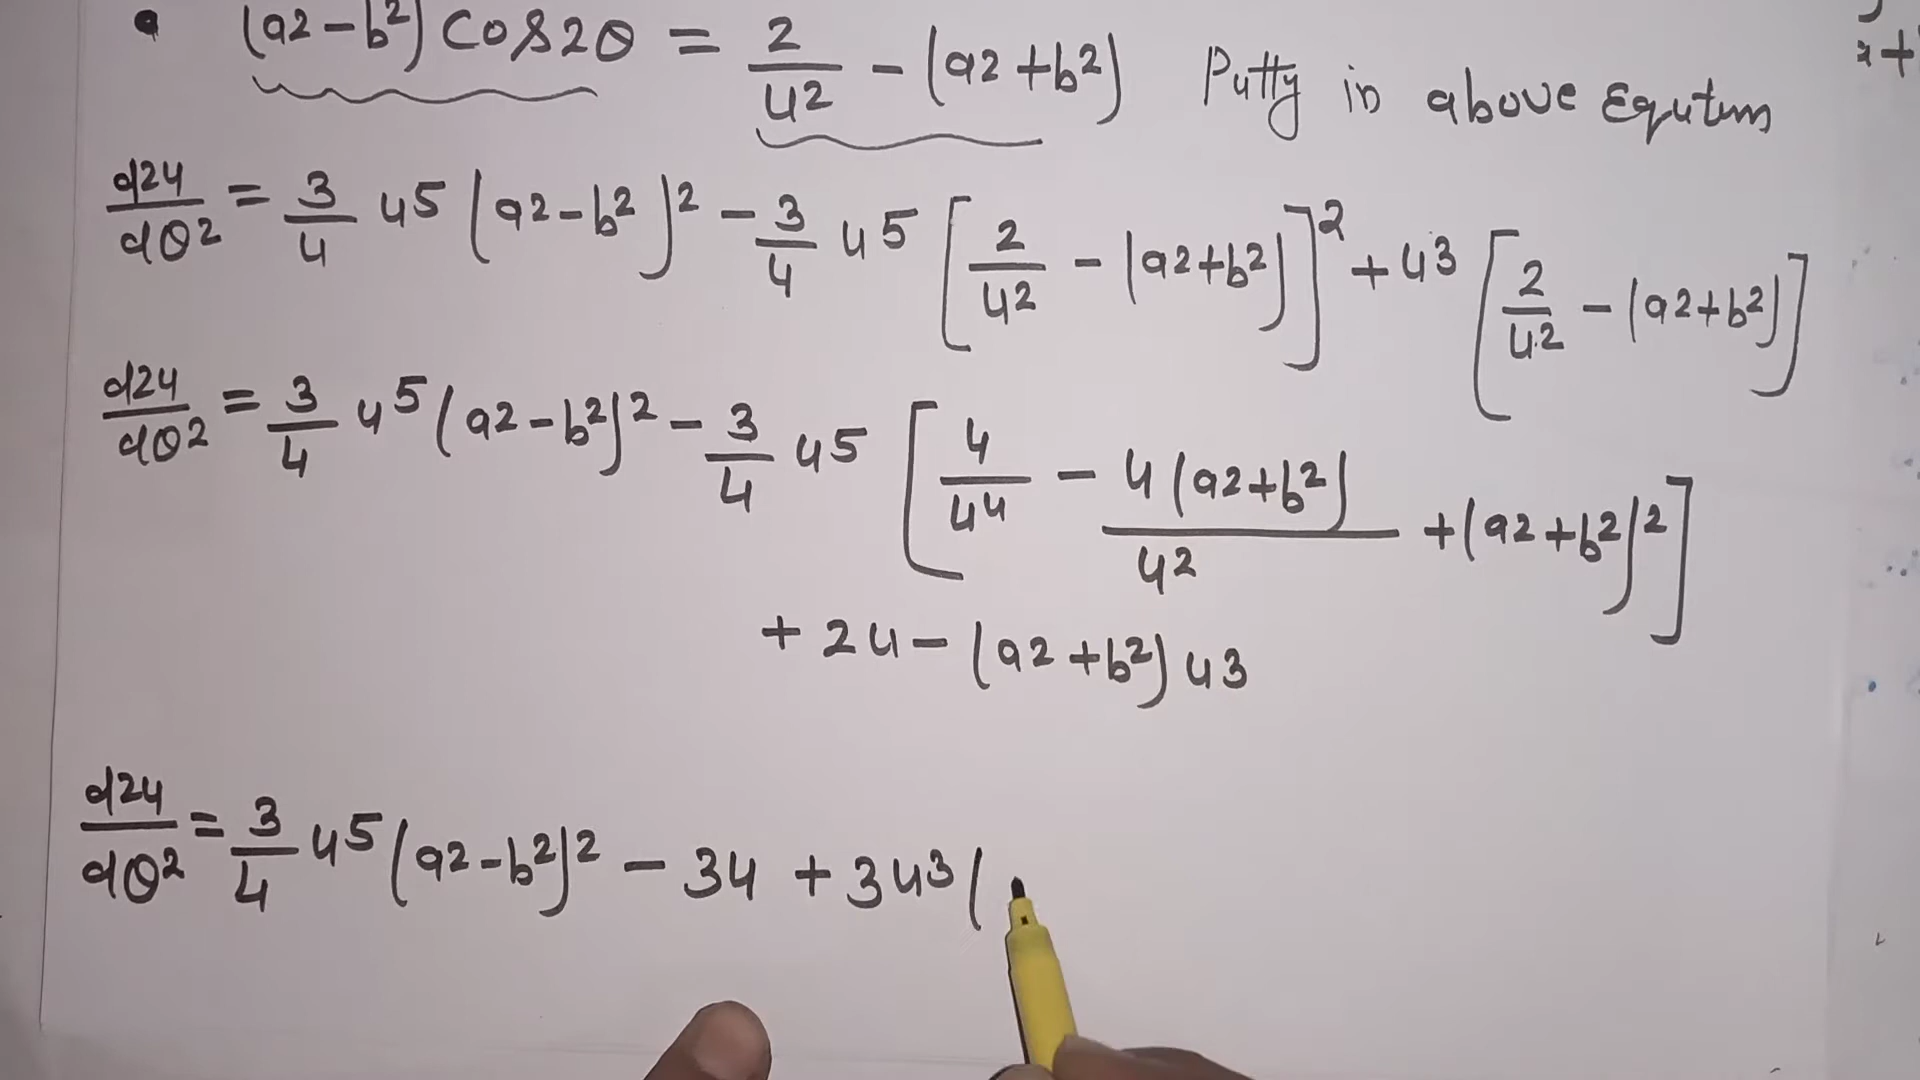 (a2-b²) Cos2θ = 2/u² - (a2+b²) Putty in above Equtum
d2u/dθ² = 3/4 u5 (a2-b²)² - 3/4 u5 [2/u² - (a2+b²)]² + u3 [2/u² - (a2+b²)]
d2u/dθ² = 3/4 u5 (a2-b²)² - 3/4 u5 [4/u4 - 4(a2+b²)/u² + (a2+b²)²]
+ 2u - (a2+b²) u3
d2u/dθ² = 3/4 u5 (a2-b²)² - 3u + 3u3 (